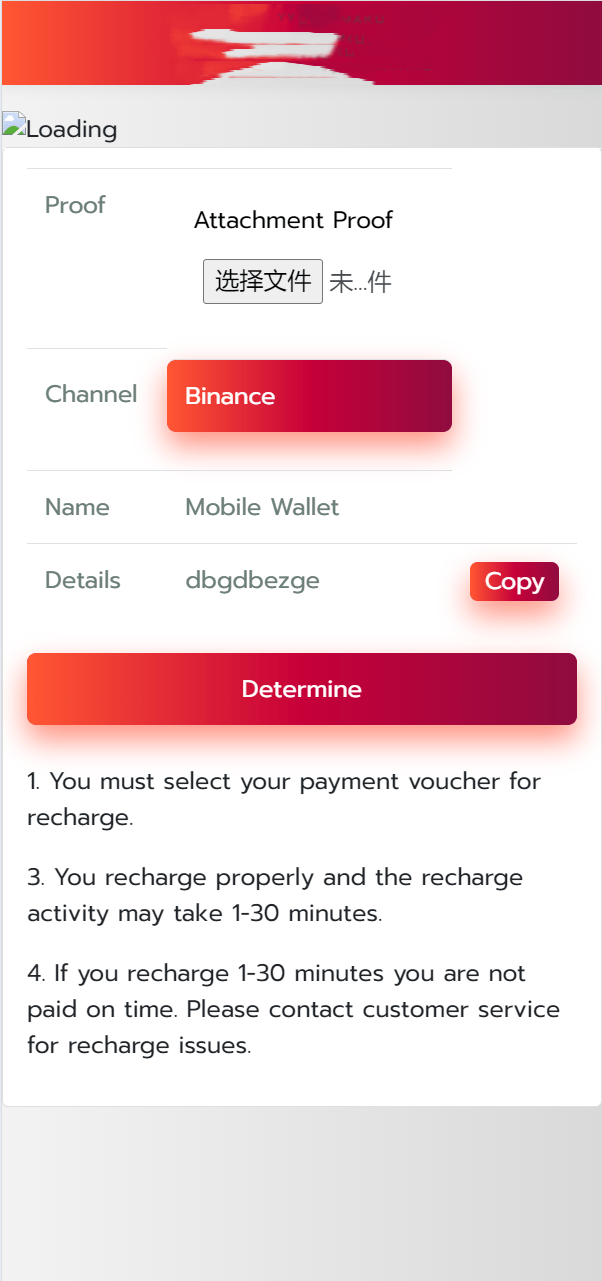 Loading
Proof
Attachment Proof
选择文件 未...件
Channel
Binance
Name Mobile Wallet
Details dbgdbezge Copy
Determine
1. You must select your payment voucher for
recharge.
3. You recharge properly and the recharge
activity may take 1-30 minutes.
4. If you recharge 1-30 minutes you are not
paid on time. Please contact customer service
for recharge issues.